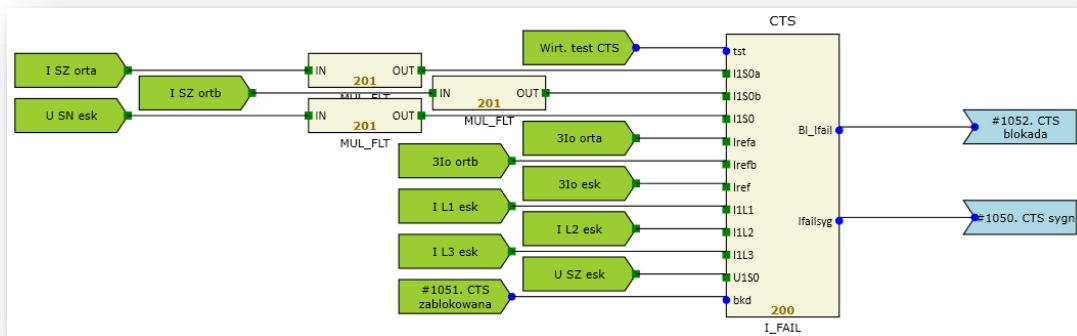 CTS
Wirt. test CTS
tst
I SZ orta
IN
OUT
201
MUL_FLT
I1S0a
I SZ ortb
IN
OUT
201
MUL_FLT
I1S0b
U SN esk
IN
OUT
201
MUL_FLT
I1S0
3Io orta
Irefa
3Io ortb
Irefb
3Io esk
Iref
I L1 esk
I1L1
I L2 esk
I1L2
I L3 esk
I1L3
U SZ esk
U1S0
#1051. CTS
zablokowana
bkd
Bl_Ifail
#1052. CTS
blokada
Ifailsyg
#1050. CTS sygn
200
I_FAIL